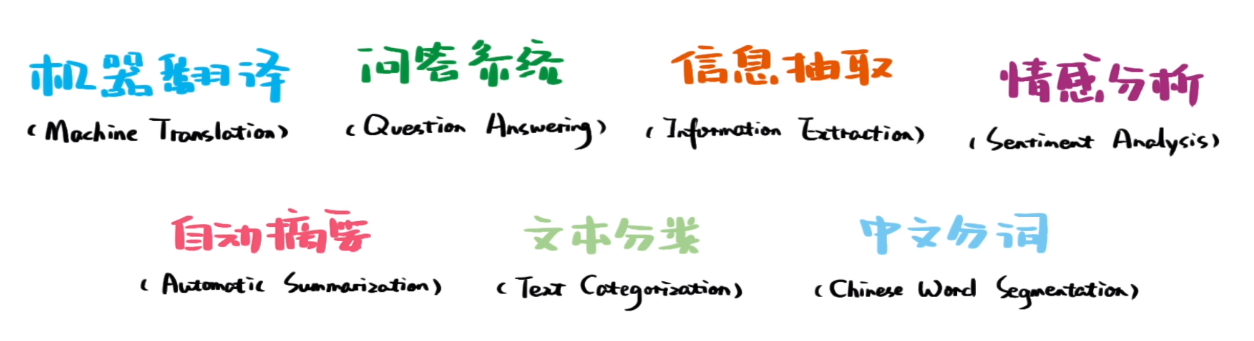 机器翻译
(Machine Translation)
问答系统
(Question Answering)
信息抽取
(Information Extraction)
情感分析
(Sentiment Analysis)
自动摘要
(Automatic Summarization)
文本分类
(Text Categorization)
中文分词
(Chinese Word Segmentation)